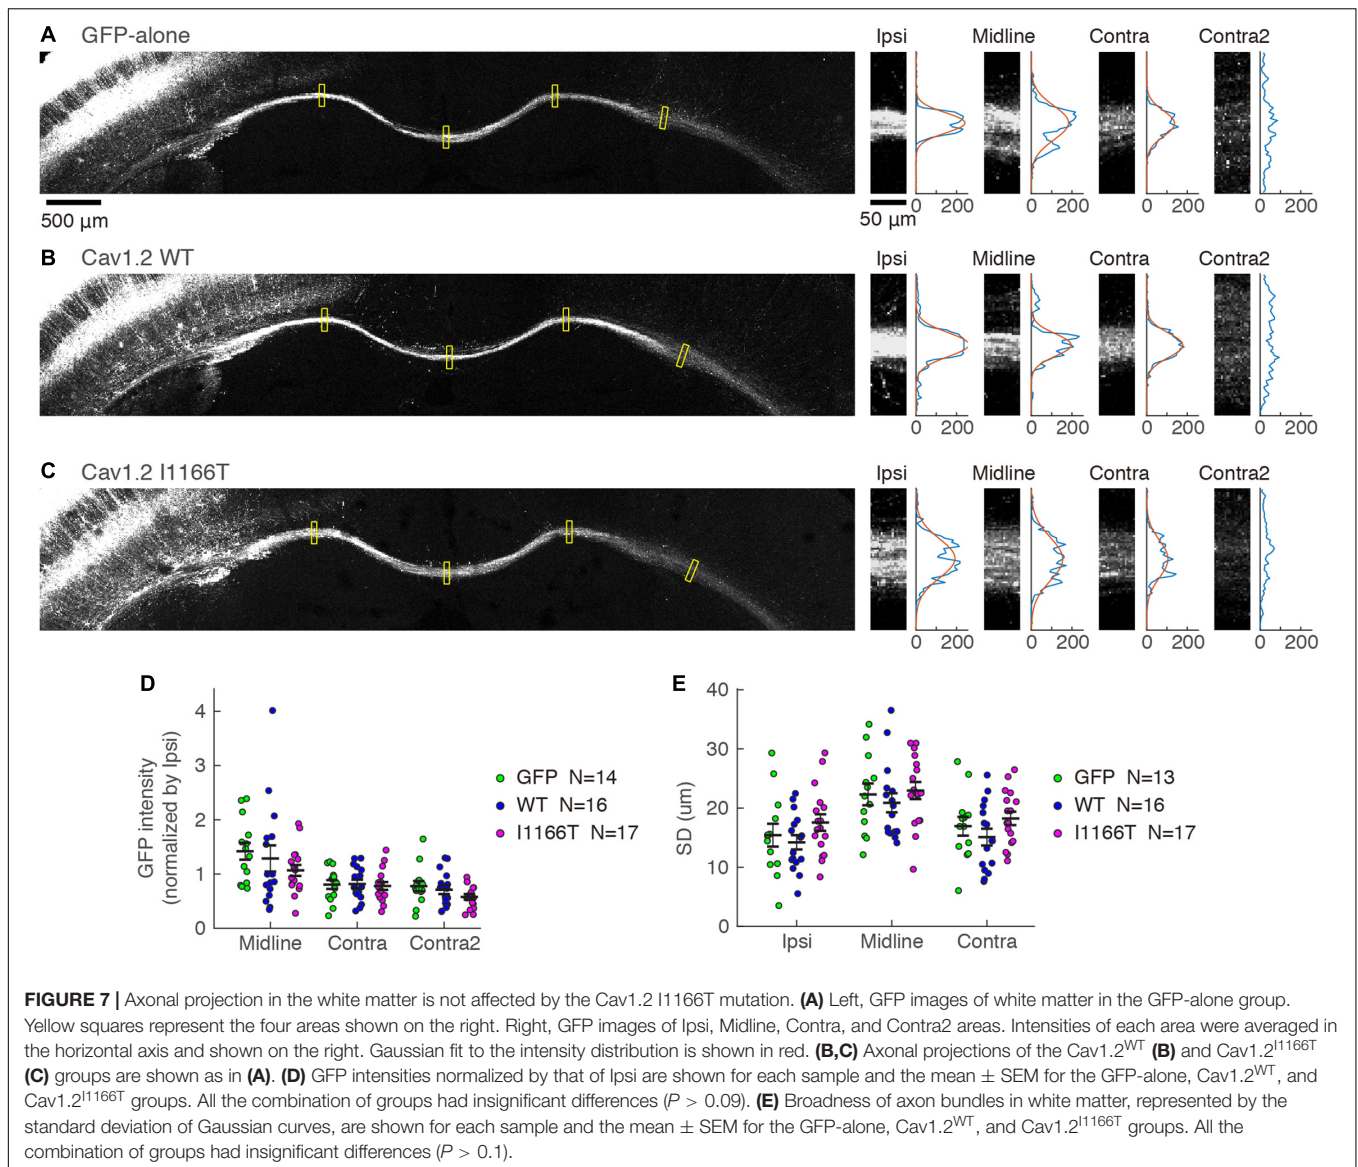 A GFP-alone
Ipsi Midline Contra Contra2
500 µm
50 µm
0 200 0 200 0 200 0 200
B Cav1.2 WT
Ipsi Midline Contra Contra2
0 200 0 200 0 200 0 200
C Cav1.2 I1166T
Ipsi Midline Contra Contra2
0 200 0 200 0 200 0 200
D
GFP intensity
(normalized by Ipsi)
4
3
2
1
0
Midline Contra Contra2
GFP N=14
WT N=16
I1166T N=17
E
SD (um)
40
30
20
10
0
Ipsi Midline Contra
GFP N=13
WT N=16
I1166T N=17
FIGURE 7 | Axonal projection in the white matter is not affected by the Cav1.2 I1166T mutation. (A) Left, GFP images of white matter in the GFP-alone group.
Yellow squares represent the four areas shown on the right. Right, GFP images of Ipsi, Midline, Contra, and Contra2 areas. Intensities of each area were averaged in
the horizontal axis and shown on the right. Gaussian fit to the intensity distribution is shown in red. (B,C) Axonal projections of the Cav1.2WT (B) and Cav1.2I1166T
(C) groups are shown as in (A). (D) GFP intensities normalized by that of Ipsi are shown for each sample and the mean ± SEM for the GFP-alone, Cav1.2WT, and
Cav1.2I1166T groups. All the combination of groups had insignificant differences (P > 0.09). (E) Broadness of axon bundles in white matter, represented by the
standard deviation of Gaussian curves, are shown for each sample and the mean ± SEM for the GFP-alone, Cav1.2WT, and Cav1.2I1166T groups. All the
combination of groups had insignificant differences (P > 0.1).